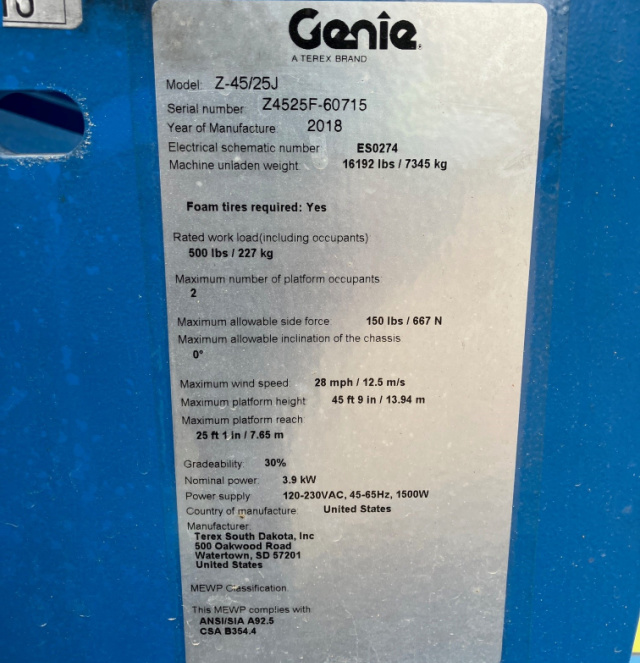 Genie
A TEREX BRAND
Model: Z-45/25J
Serial number: Z4525F-60715
Year of Manufacture: 2018
Electrical schematic number: ES0274
Machine unladen weight: 16192 lbs / 7345 kg
Foam tires required: Yes
Rated work load(including occupants)
500 lbs / 227 kg
Maximum number of platform occupants:
2
Maximum allowable side force: 150 lbs / 667 N
Maximum allowable inclination of the chassis
0°
Maximum wind speed: 28 mph / 12.5 m/s
Maximum platform height: 45 ft 9 in / 13.94 m
Maximum platform reach:
25 ft 1 in / 7.65 m
Gradeability: 30%
Nominal power: 3.9 kW
Power supply: 120-230VAC, 45-65Hz, 1500W
Country of manufacture: United States
Manufacturer:
Terex South Dakota, Inc
500 Oakwood Road
Watertown, SD 57201
United States
MEWP Classification
This MEWP complies with:
ANSI/SIA A92.5
CSA B354.4